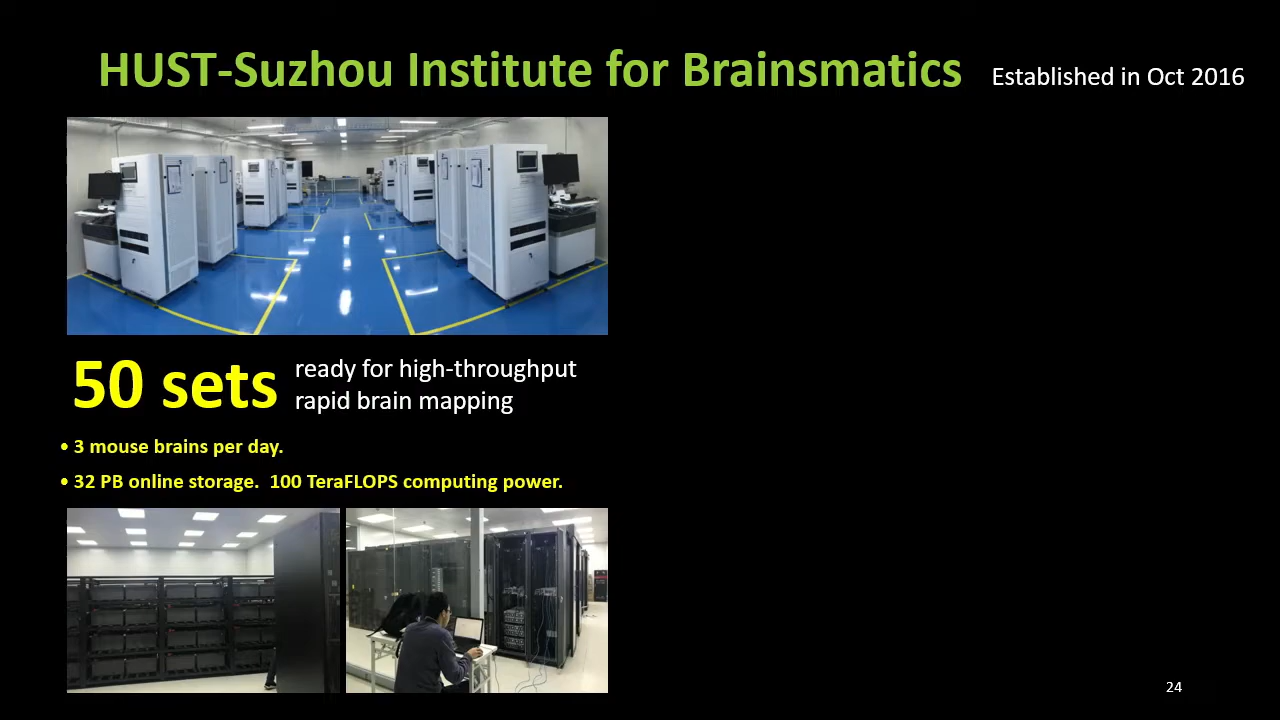 HUST-Suzhou Institute for Brainsmatics Established in Oct 2016
50 sets
ready for high-throughput
rapid brain mapping
• 3 mouse brains per day.
• 32 PB online storage. 100 TeraFLOPS computing power.
24